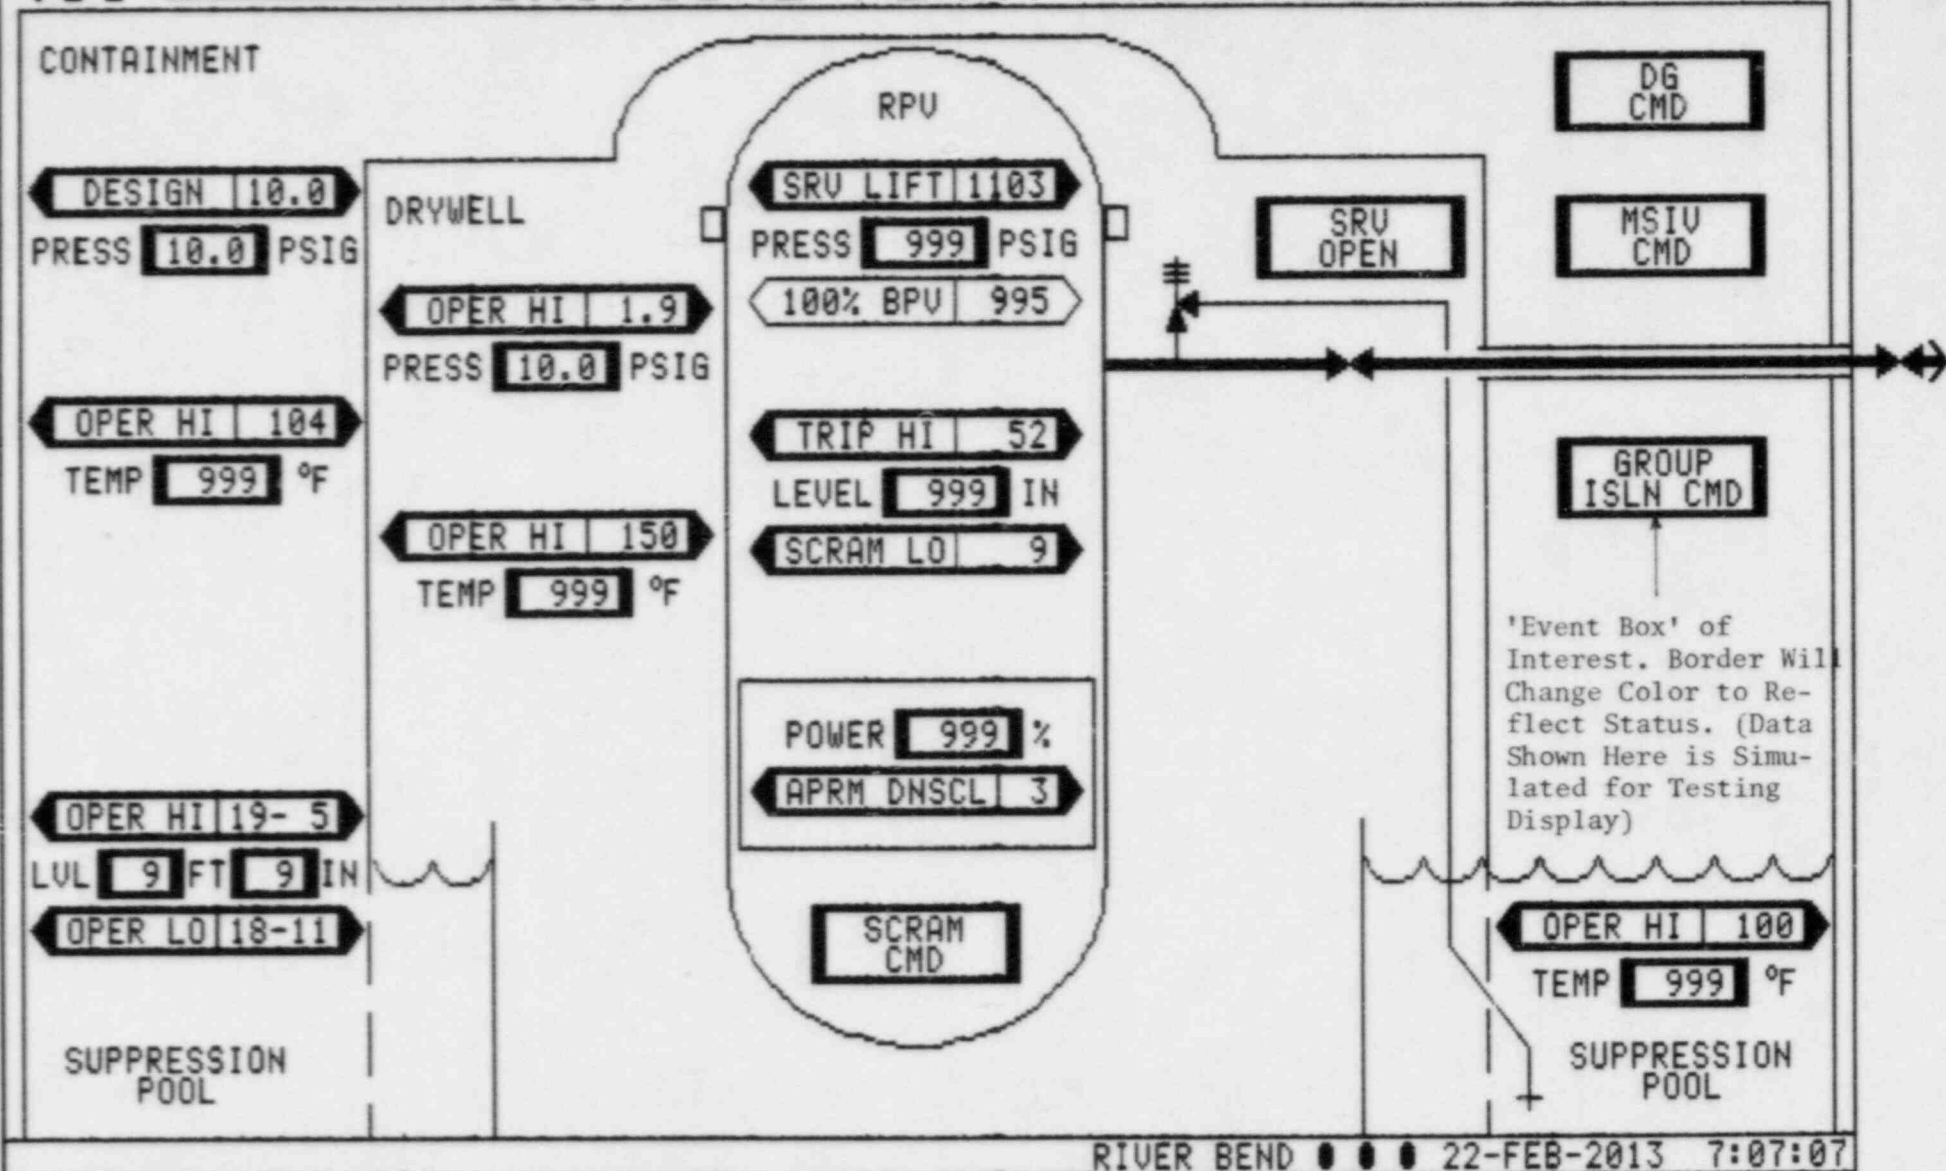 CONTAINMENT
DESIGN 10.0
PRESS 10.0 PSIG
OPER HI 104
TEMP 999 °F
OPER HI 19- 5
LVL 9 FT 9 IN
OPER LO 18-11
SUPPRESSION
POOL
DRYWELL
OPER HI 1.9
PRESS 10.0 PSIG
OPER HI 150
TEMP 999 °F
RPV
SRV LIFT 1103
PRESS 999 PSIG
100% BPV 995
TRIP HI 52
LEVEL 999 IN
SCRAM LO 9
POWER 999 %
APRM DNSCL 3
SCRAM
CMD
SRV
OPEN
DG
CMD
MSIV
CMD
GROUP
ISLN CMD
'Event Box' of
Interest. Border Will
Change Color to Re-
flect Status. (Data
Shown Here is Simu-
lated for Testing
Display)
OPER HI 100
TEMP 999 °F
SUPPRESSION
POOL
RIVER BEND 22-FEB-2013 7:07:07